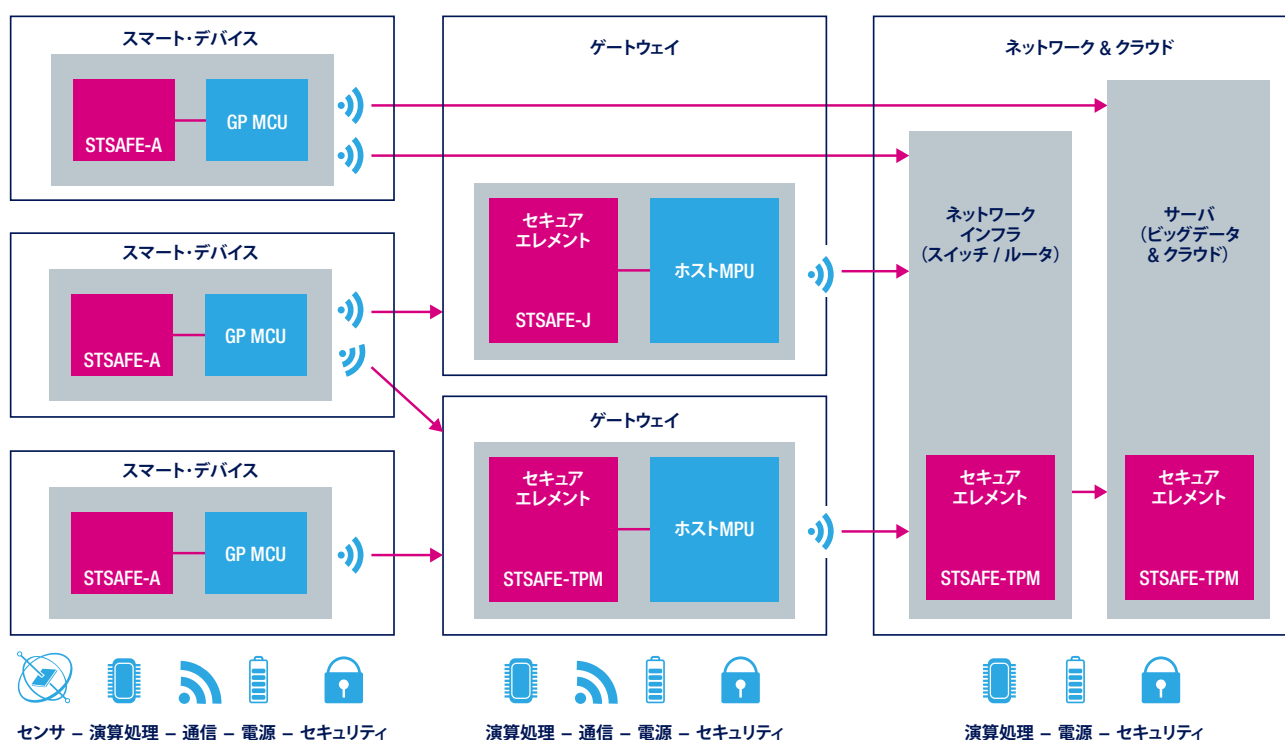 スマート・デバイス
STSAFE-A
GP MCU
スマート・デバイス
STSAFE-A
GP MCU
スマート・デバイス
STSAFE-A
GP MCU
センサ – 演算処理 – 通信 – 電源 – セキュリティ
ゲートウェイ
セキュア
エレメント
STSAFE-J
ホストMPU
ゲートウェイ
セキュア
エレメント
STSAFE-TPM
ホストMPU
演算処理 – 通信 – 電源 – セキュリティ
ネットワーク & クラウド
ネットワーク
インフラ
(スイッチ / ルータ)
セキュア
エレメント
STSAFE-TPM
サーバ
(ビッグデータ
& クラウド)
セキュア
エレメント
STSAFE-TPM
演算処理 – 電源 – セキュリティ